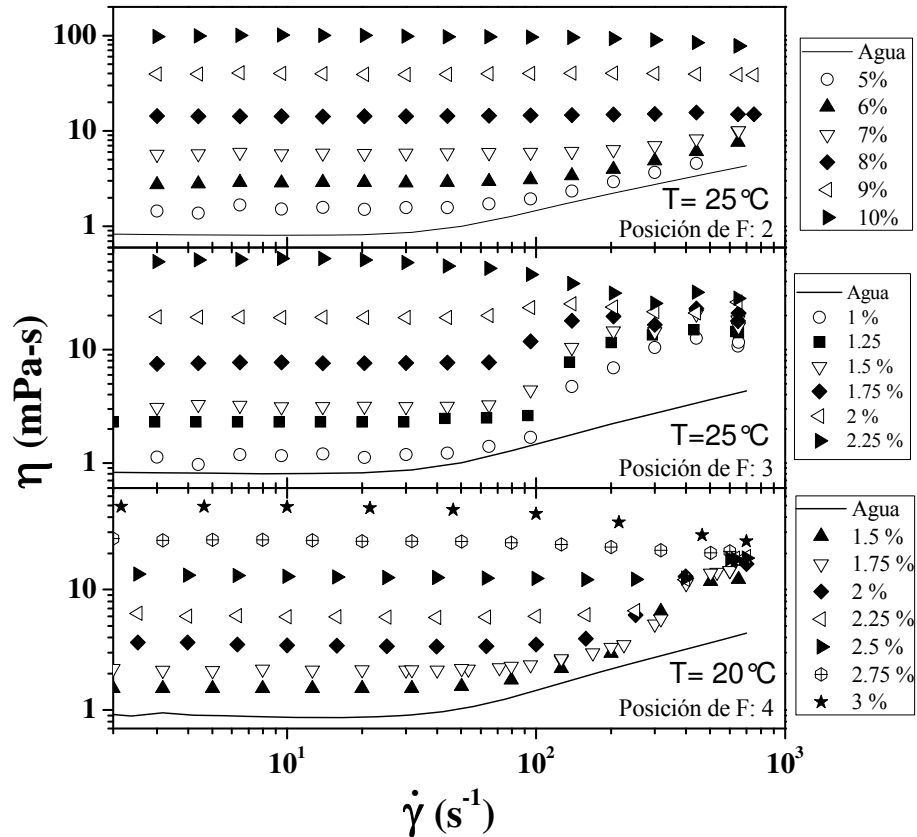 100
10
1
T= 25°C
Posición de F: 2
Agua
5%
6%
7%
8%
9%
10%
10
1
T=25°C
Posición de F: 3
Agua
1 %
1.25
1.5 %
1.75 %
2 %
2.25 %
10
1
T= 20°C
Posición de F: 4
Agua
1.5 %
1.75 %
2 %
2.25 %
2.5 %
2.75 %
3 %
η (mPa-s)
10¹ 10² 10³
γ̇ (s⁻¹)